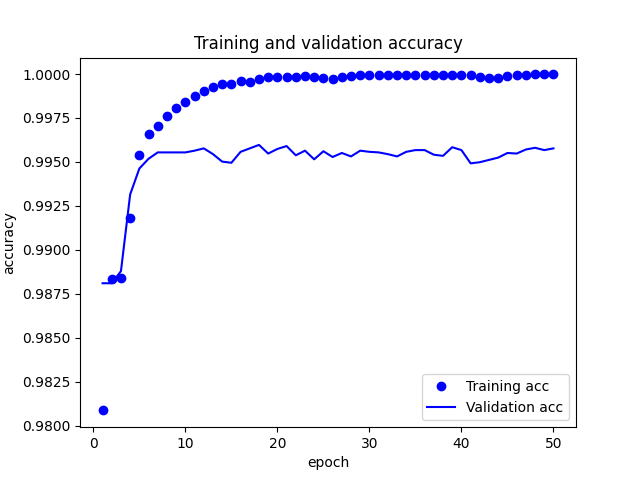 Training and validation accuracy
accuracy
1.0000
0.9975
0.9950
0.9925
0.9900
0.9875
0.9850
0.9825
0.9800
0 10 20 30 40 50
epoch
Training acc
Validation acc